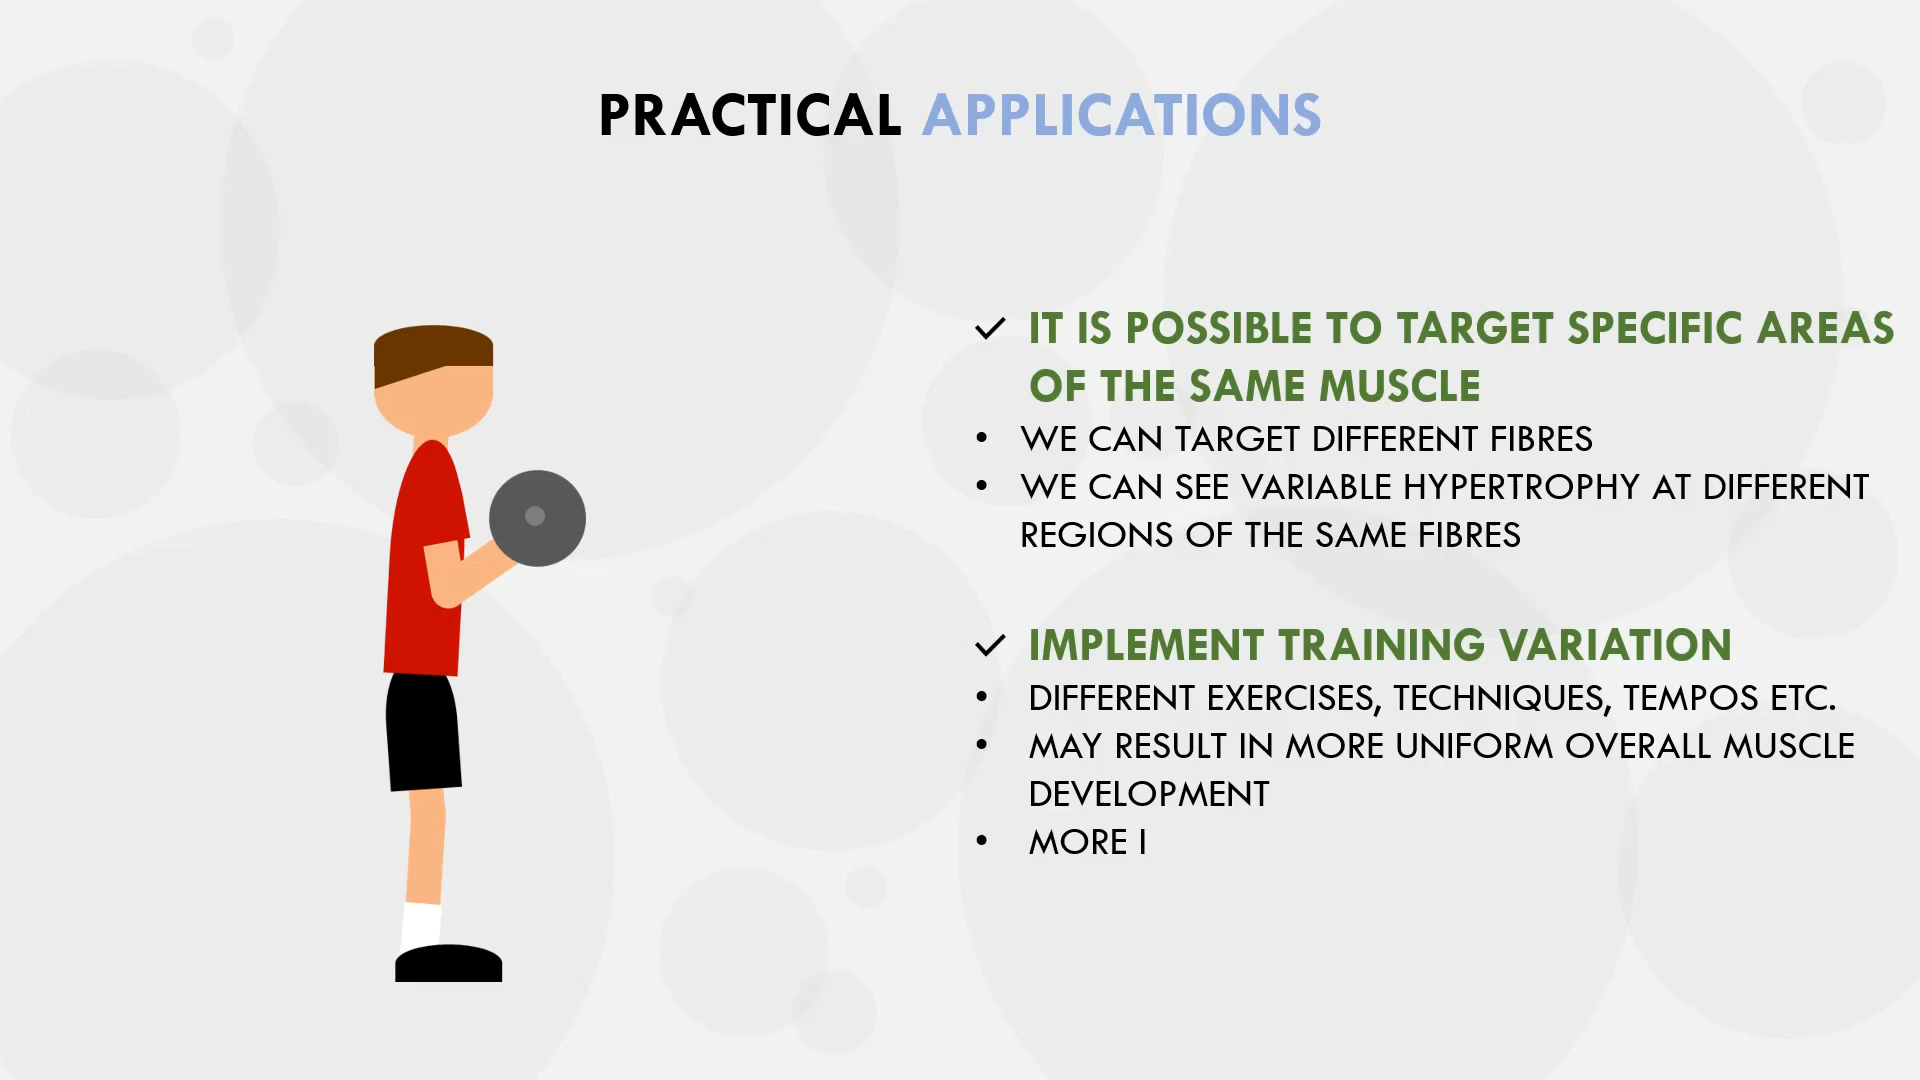 PRACTICAL APPLICATIONS
✓ IT IS POSSIBLE TO TARGET SPECIFIC AREAS
OF THE SAME MUSCLE
• WE CAN TARGET DIFFERENT FIBRES
• WE CAN SEE VARIABLE HYPERTROPHY AT DIFFERENT
REGIONS OF THE SAME FIBRES
✓ IMPLEMENT TRAINING VARIATION
• DIFFERENT EXERCISES, TECHNIQUES, TEMPOS ETC.
• MAY RESULT IN MORE UNIFORM OVERALL MUSCLE
DEVELOPMENT
• MORE I